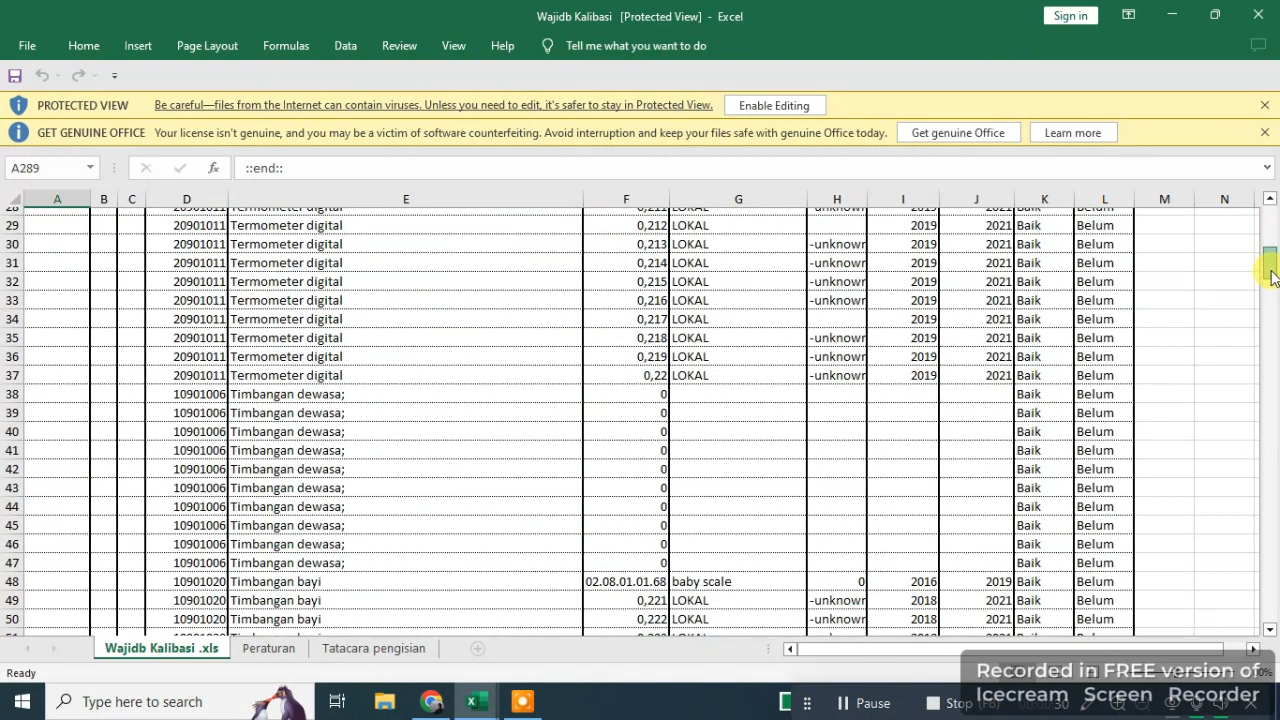 Wajidb Kalibasi [Protected View] - Excel
Sign in
File Home Insert Page Layout Formulas Data Review View Help Tell me what you want to do
PROTECTED VIEW Be careful—files from the Internet can contain viruses. Unless you need to edit, it's safer to stay in Protected View. Enable Editing
GET GENUINE OFFICE Your license isn't genuine, and you may be a victim of software counterfeiting. Avoid interruption and keep your files safe with genuine Office today. Get genuine Office Learn more
A289 fx ::end::
A B C D E F G H I J K L M N
28 20901011 Termometer digital 0,211 LOKAL -unknowr 2019 2021 Baik Belum
29 20901011 Termometer digital 0,212 LOKAL -unknowr 2019 2021 Baik Belum
30 20901011 Termometer digital 0,213 LOKAL -unknowr 2019 2021 Baik Belum
31 20901011 Termometer digital 0,214 LOKAL -unknowr 2019 2021 Baik Belum
32 20901011 Termometer digital 0,215 LOKAL -unknowr 2019 2021 Baik Belum
33 20901011 Termometer digital 0,216 LOKAL -unknowr 2019 2021 Baik Belum
34 20901011 Termometer digital 0,217 LOKAL 2019 2021 Baik Belum
35 20901011 Termometer digital 0,218 LOKAL -unknowr 2019 2021 Baik Belum
36 20901011 Termometer digital 0,219 LOKAL -unknowr 2019 2021 Baik Belum
37 20901011 Termometer digital 0,22 LOKAL -unknowr 2019 2021 Baik Belum
38 10901006 Timbangan dewasa; 0 Baik Belum
39 10901006 Timbangan dewasa; 0 Baik Belum
40 10901006 Timbangan dewasa; 0 Baik Belum
41 10901006 Timbangan dewasa; 0 Baik Belum
42 10901006 Timbangan dewasa; 0 Baik Belum
43 10901006 Timbangan dewasa; 0 Baik Belum
44 10901006 Timbangan dewasa; 0 Baik Belum
45 10901006 Timbangan dewasa; 0 Baik Belum
46 10901006 Timbangan dewasa; 0 Baik Belum
47 10901006 Timbangan dewasa; 0 Baik Belum
48 10901020 Timbangan bayi 02.08.01.01.68 baby scale 0 2016 2019 Baik Belum
49 10901020 Timbangan bayi 0,221 LOKAL -unknowr 2018 2021 Baik Belum
50 10901020 Timbangan bayi 0,222 LOKAL -unknowr 2018 2021 Baik Belum
Wajidb Kalibasi .xls Peraturan Tatacara pengisian
Ready
Recorded in FREE version of
Icecream Screen Recorder
Type here to search
Pause Stop (F8)